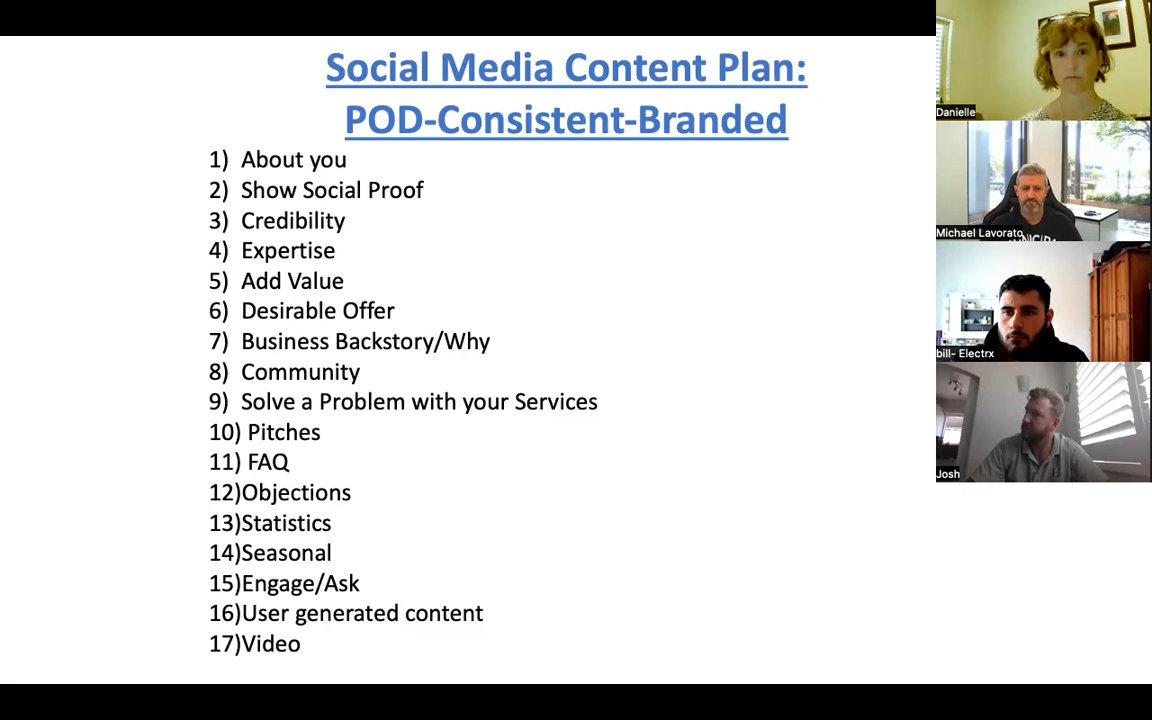 Social Media Content Plan:
POD-Consistent-Branded
1) About you
2) Show Social Proof
3) Credibility
4) Expertise
5) Add Value
6) Desirable Offer
7) Business Backstory/Why
8) Community
9) Solve a Problem with your Services
10) Pitches
11) FAQ
12)Objections
13)Statistics
14)Seasonal
15)Engage/Ask
16)User generated content
17)Video
Danielle
Michael Lavorato
bill- Electrx
Josh